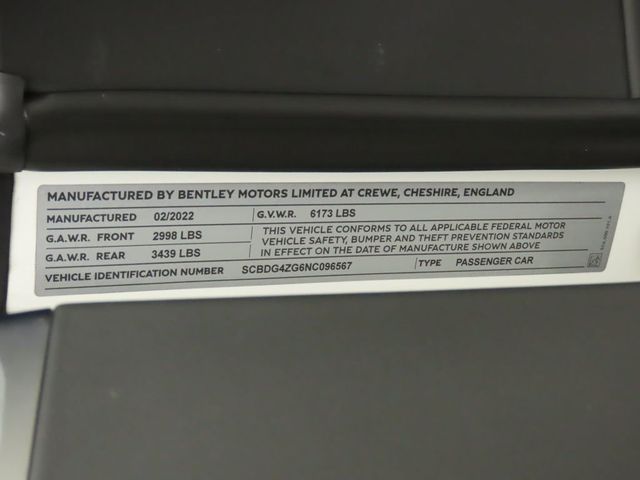 MANUFACTURED BY BENTLEY MOTORS LIMITED AT CREWE, CHESHIRE, ENGLAND
MANUFACTURED 02/2022 G.V.W.R. 6173 LBS
G.A.W.R. FRONT 2998 LBS
G.A.W.R. REAR 3439 LBS
THIS VEHICLE CONFORMS TO ALL APPLICABLE FEDERAL MOTOR
VEHICLE SAFETY, BUMPER AND THEFT PREVENTION STANDARDS
IN EFFECT ON THE DATE OF MANUFACTURE SHOWN ABOVE
VEHICLE IDENTIFICATION NUMBER SCBDG4ZG6NC096567 TYPE PASSENGER CAR